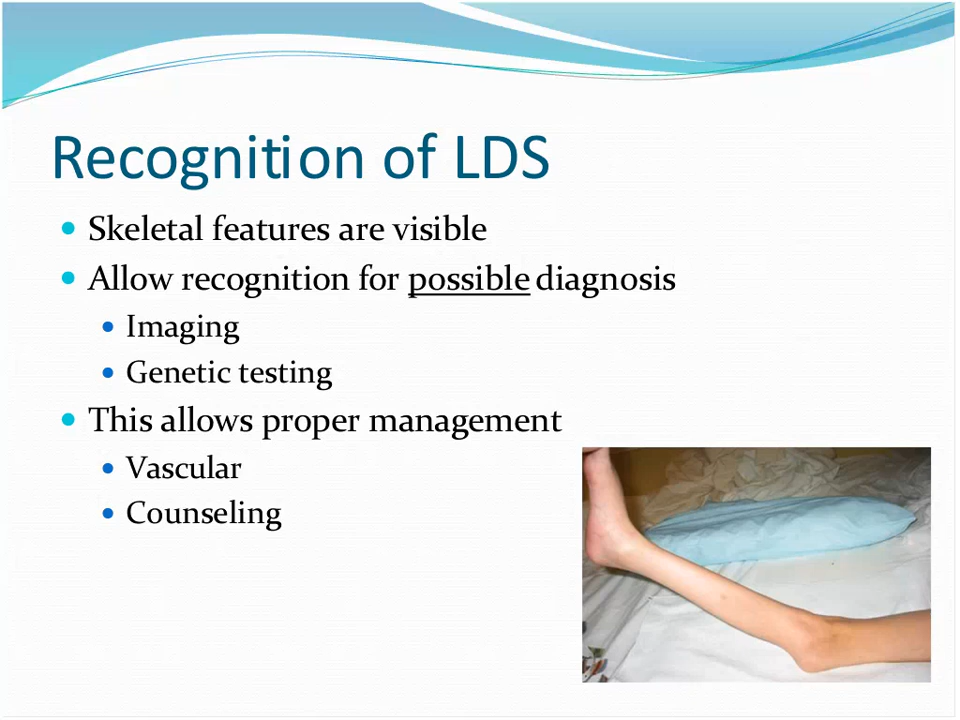 Recognition of LDS
Skeletal features are visible
Allow recognition for possible diagnosis
Imaging
Genetic testing
This allows proper management
Vascular
Counseling